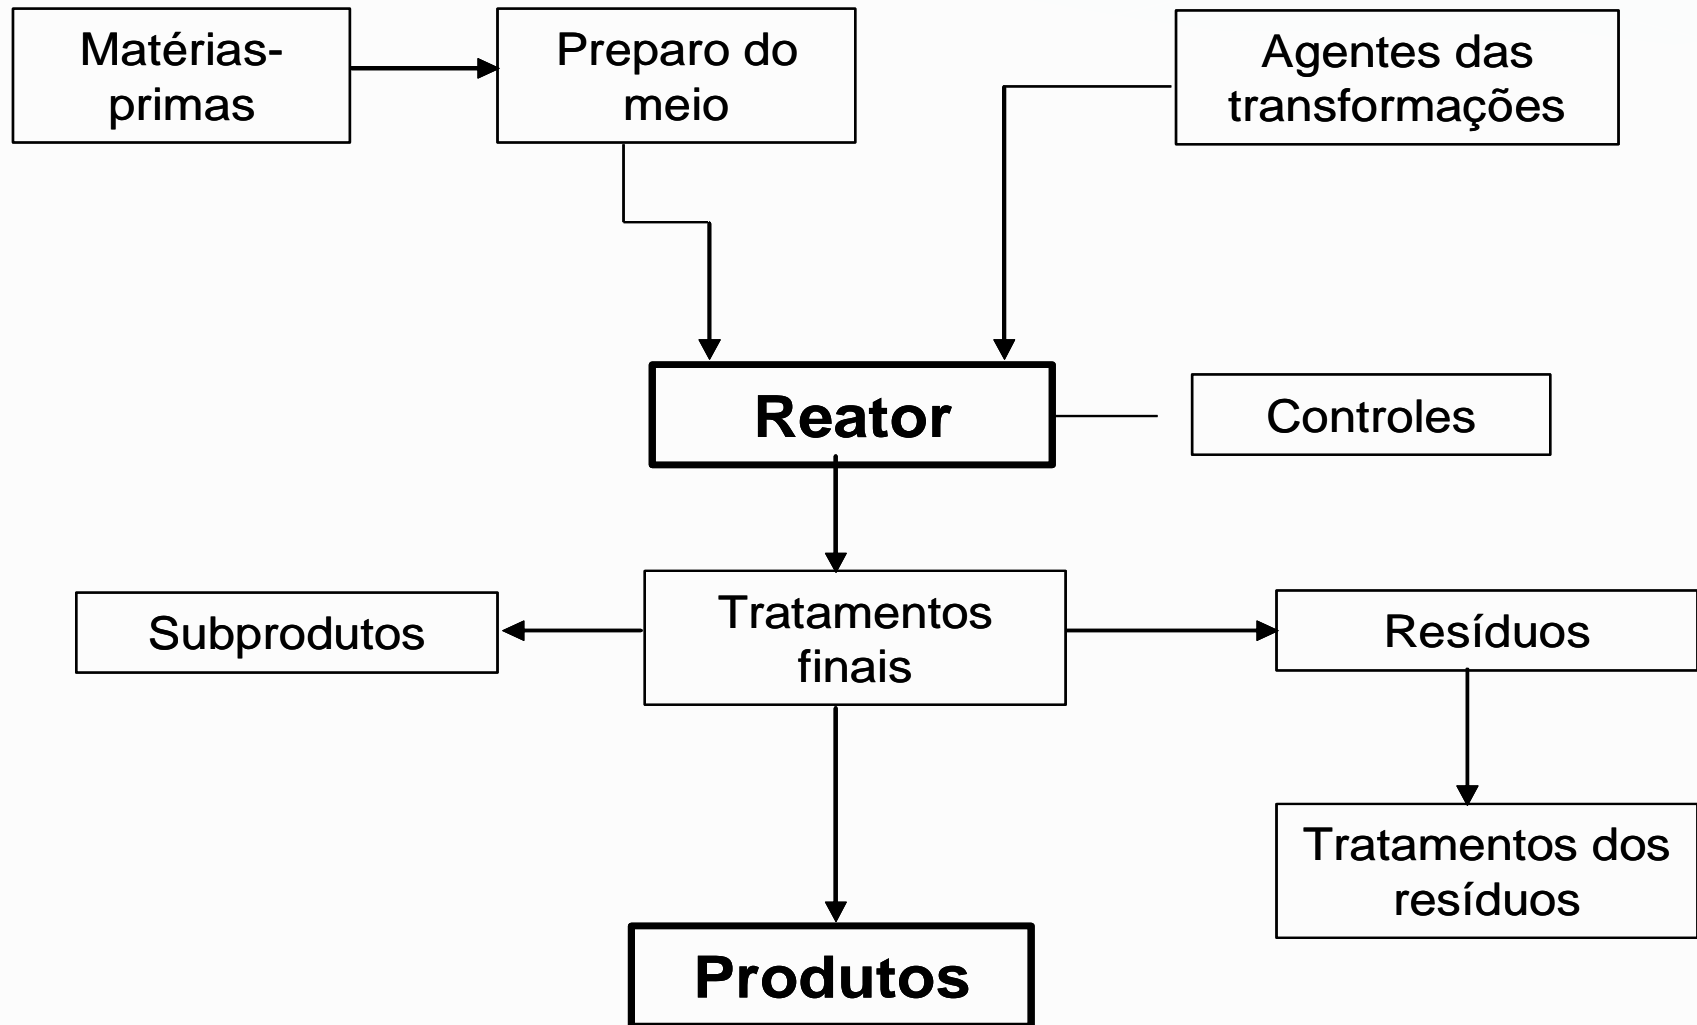 Matérias-
primas
Preparo do
meio
Agentes das
transformações
Reator
Controles
Subprodutos
Tratamentos
finais
Resíduos
Tratamentos dos
resíduos
Produtos